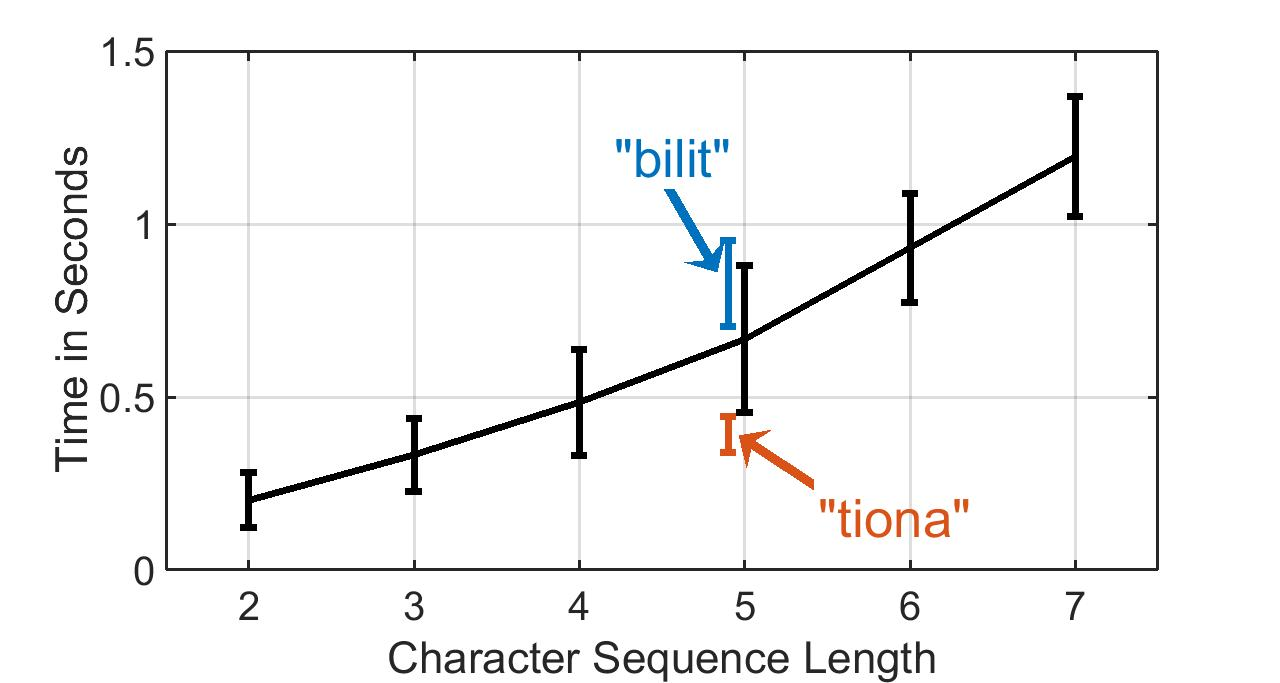 1.5
"bilit"
1
Time in Seconds
0.5
"tiona"
0
2 3 4 5 6 7
Character Sequence Length